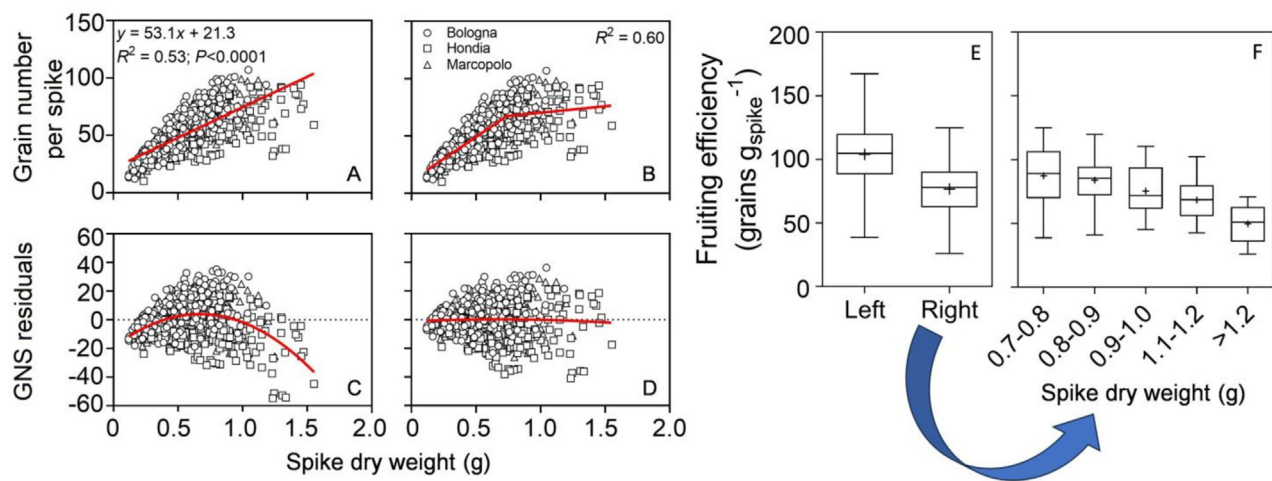 y = 53.1x + 21.3
R² = 0.53; P<0.0001
Grain number
per spike
150
100
50
0
A
Bologna
Hondia
Marcopolo
R² = 0.60
B
GNS residuals
60
40
20
0
-20
-40
-60
C
D
0
0.5
1.0
1.5
2.0
0
0.5
1.0
1.5
2.0
Spike dry weight (g)
Fruiting efficiency
(grains gspike⁻¹)
200
150
100
50
0
E
Left
Right
F
0.7-0.8
0.8-0.9
0.9-1.0
1.1-1.2
>1.2
Spike dry weight (g)